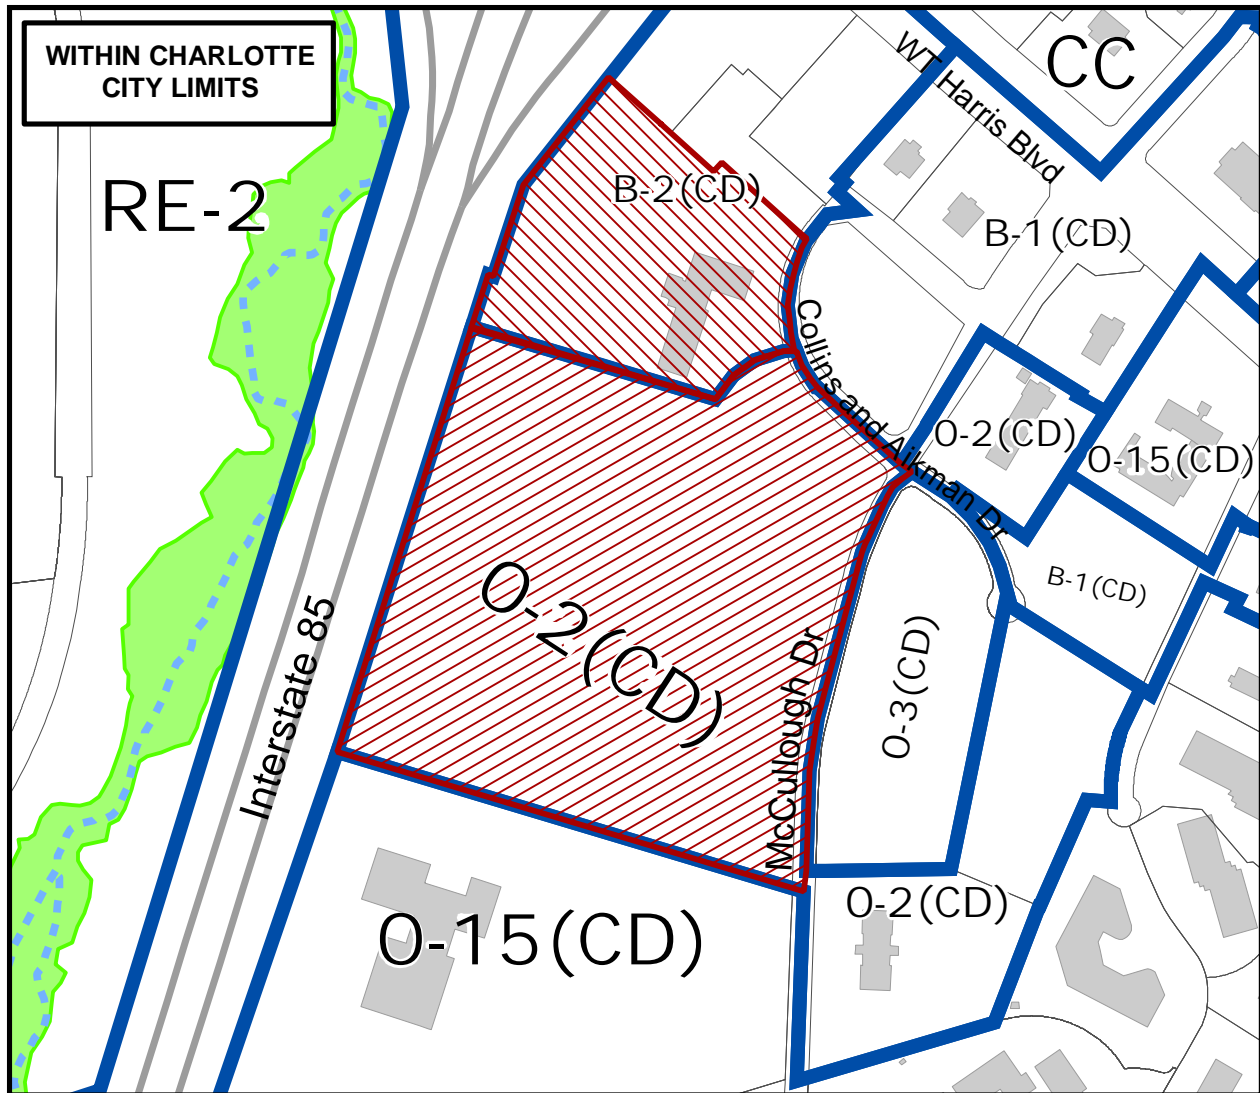 WITHIN CHARLOTTE
CITY LIMITS
CC
WT Harris Blvd
RE-2
B-2(CD)
B-1(CD)
Collins and Aikman Dr
O-2(CD)
O-15(CD)
B-1(CD)
O-2(CD)
Interstate 85
McCullough Dr
O-3(CD)
O-2(CD)
O-15(CD)